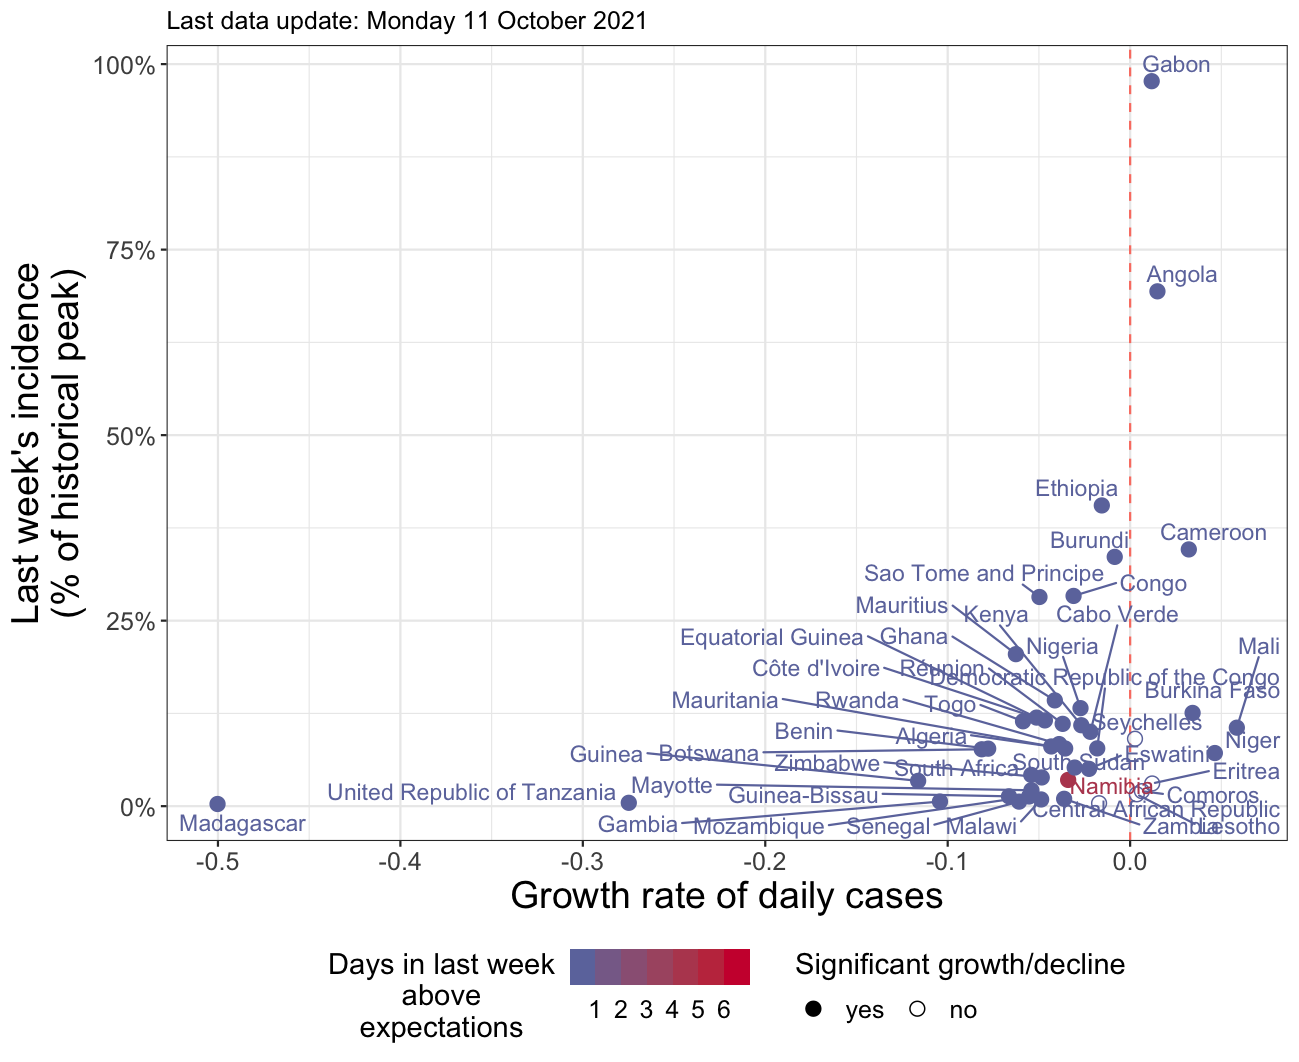 Last data update: Monday 11 October 2021
100%
75%
50%
25%
0%
Last week's incidence
(% of historical peak)
Gabon
Angola
Ethiopia
Cameroon
Burundi
Sao Tome and Principe
Congo
Mauritius
Kenya
Cabo Verde
Equatorial Guinea
Ghana
Nigeria
Mali
Côte d'Ivoire
Réunion
Democratic Republic of the Congo
Burkina Faso
Mauritania
Rwanda
Togo
Seychelles
Benin
Algeria
Niger
Guinea
Botswana
Zimbabwe
South Africa
South Sudan
Eswatini
Eritrea
United Republic of Tanzania
Mayotte
Guinea-Bissau
Namibia
Comoros
Central African Republic
Madagascar
Gambia
Mozambique
Senegal
Malawi
Zambia
Lesotho
-0.5
-0.4
-0.3
-0.2
-0.1
0.0
Growth rate of daily cases
Days in last week
above
expectations
1 2 3 4 5 6
Significant growth/decline
yes
no